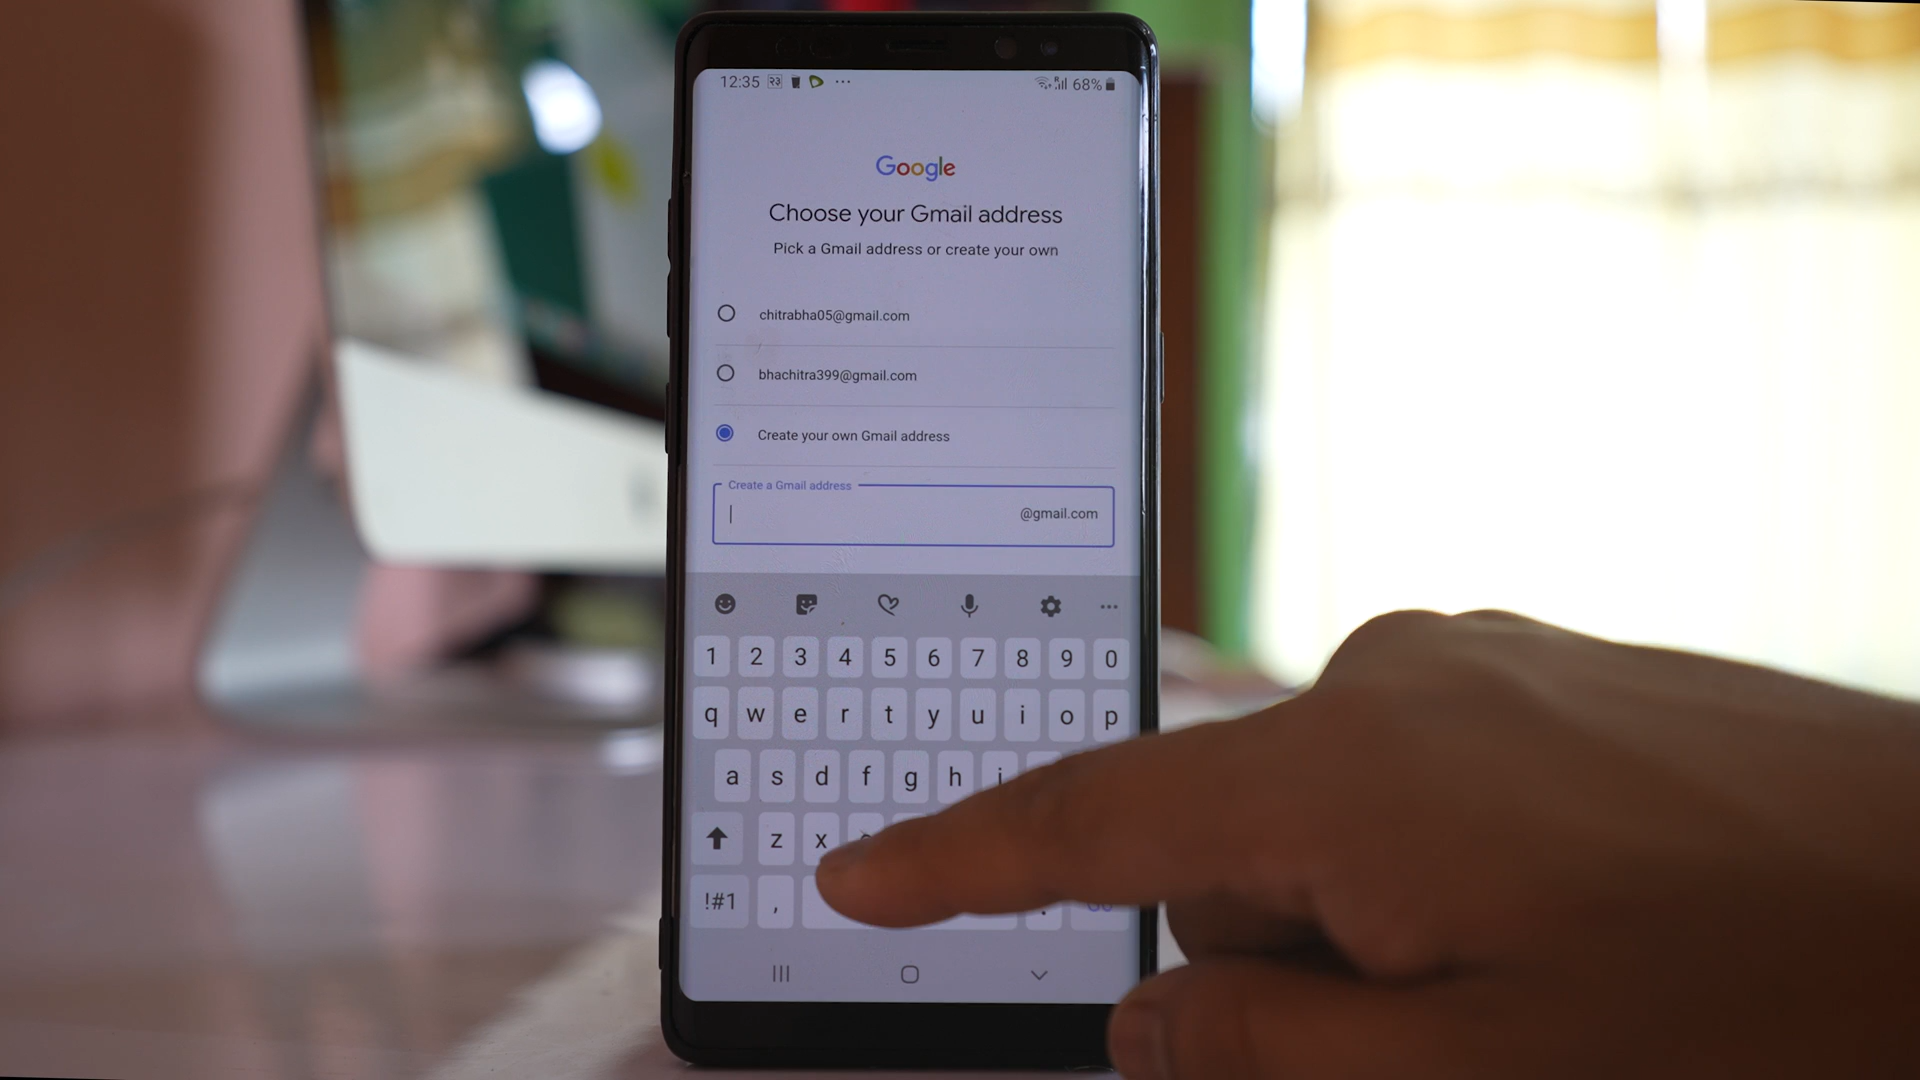 12:35 २३ ... R 68%
Google
Choose your Gmail address
Pick a Gmail address or create your own
chitrabha05@gmail.com
bhachitra399@gmail.com
Create your own Gmail address
Create a Gmail address
@gmail.com
1 2 3 4 5 6 7 8 9 0
q w e r t y u i o p
a s d f g h j
z x
!#1 , . Go